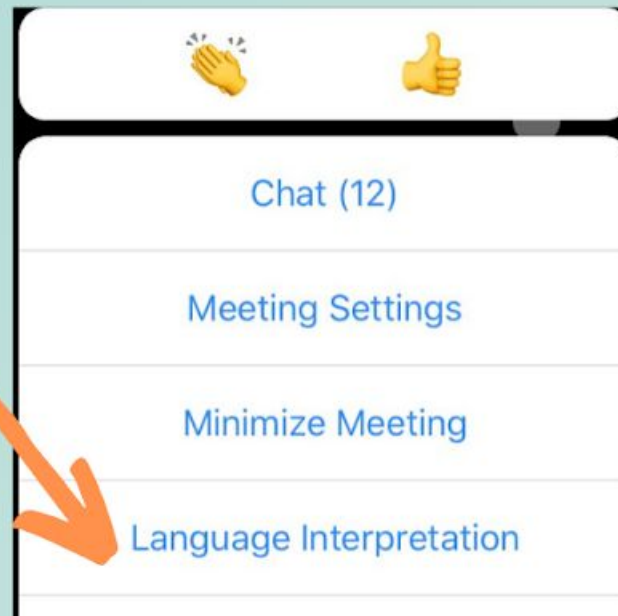 Chat (12)
Meeting Settings
Minimize Meeting
Language Interpretation